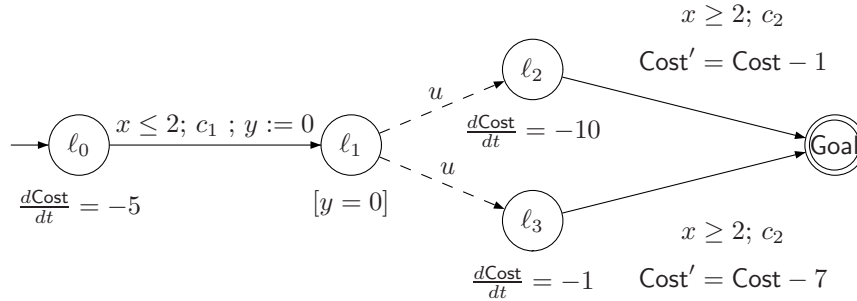 x ≥ 2; c₂
Cost′ = Cost − 1
ℓ₂
u
dCost/dt = −10
x ≤ 2; c₁ ; y := 0
ℓ₀
ℓ₁
Goal
dCost/dt = −5
[y = 0]
u
ℓ₃
x ≥ 2; c₂
dCost/dt = −1
Cost′ = Cost − 7